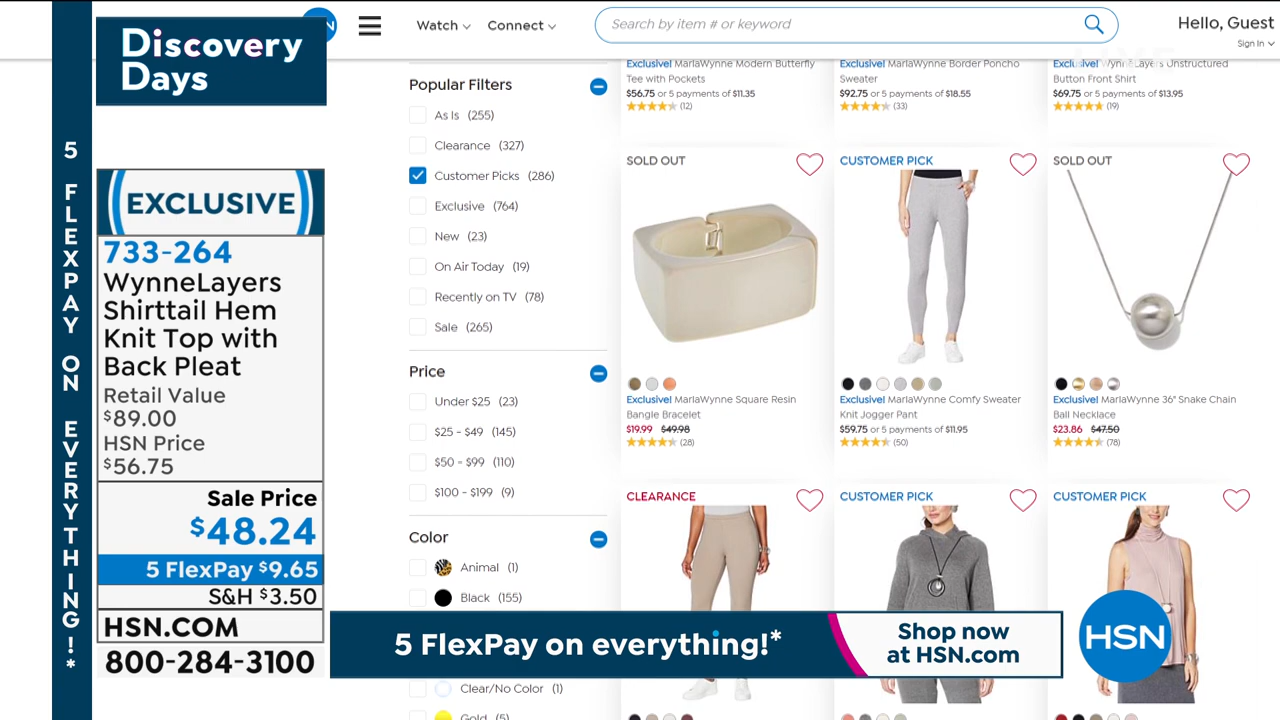 Discovery
Days
Watch
Connect
Search by item # or keyword
Hello, Guest
Sign In
5 FLEXPAY ON EVERYTHING!*
EXCLUSIVE
733-264
WynneLayers
Shirttail Hem
Knit Top with
Back Pleat
Retail Value
$89.00
HSN Price
$56.75
Sale Price
$48.24
5 FlexPay $9.65
S&H $3.50
HSN.COM
800-284-3100
Popular Filters
As Is (255)
Clearance (327)
Customer Picks (286)
Exclusive (764)
New (23)
On Air Today (19)
Recently on TV (78)
Sale (265)
Price
Under $25 (23)
$25 - $49 (145)
$50 - $99 (110)
$100 - $199 (9)
Color
Animal (1)
Black (155)
Clear/No Color (1)
Gold (5)
Exclusive! MarlaWynne Modern Butterfly
Tee with Pockets
$56.75 or 5 payments of $11.35
(12)
Exclusive! MarlaWynne Border Poncho
Sweater
$92.75 or 5 payments of $18.55
(33)
Exclusive! WynneLayers Unstructured
Button Front Shirt
$69.75 or 5 payments of $13.95
(19)
SOLD OUT
Exclusive! MarlaWynne Square Resin
Bangle Bracelet
$19.99 $49.98
(28)
CUSTOMER PICK
Exclusive! MarlaWynne Comfy Sweater
Knit Jogger Pant
$59.75 or 5 payments of $11.95
(50)
SOLD OUT
Exclusive! MarlaWynne 36" Snake Chain
Ball Necklace
$23.86 $47.50
(78)
CLEARANCE
CUSTOMER PICK
CUSTOMER PICK
5 FlexPay on everything!*
Shop now
at HSN.com
HSN